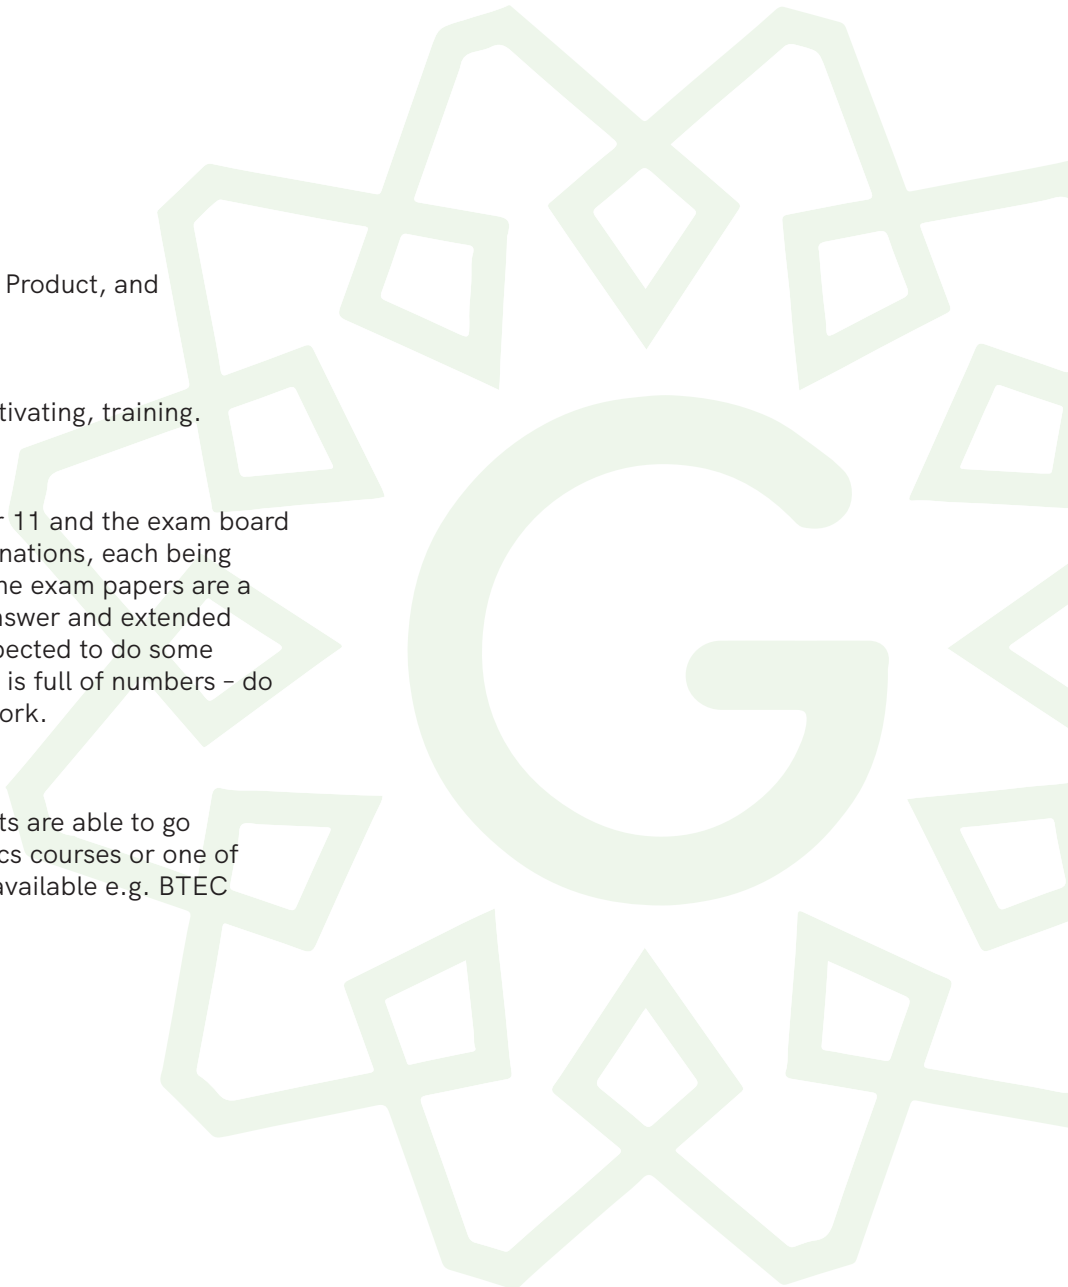 Product, and
tivating, training.
r 11 and the exam board
nations, each being
ne exam papers are a
nswer and extended
pected to do some
is full of numbers – do
ork.
ts are able to go
cs courses or one of
available e.g. BTEC
G